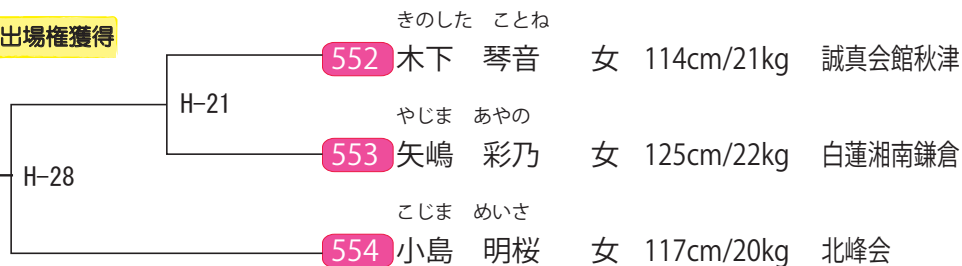 出場権獲得
きのした ことね
552 木下 琴音 女 114cm/21kg 誠真会館秋津
H-21
やじま あやの
553 矢嶋 彩乃 女 125cm/22kg 白蓮湘南鎌倉
H-28
こじま めいさ
554 小島 明桜 女 117cm/20kg 北峰会